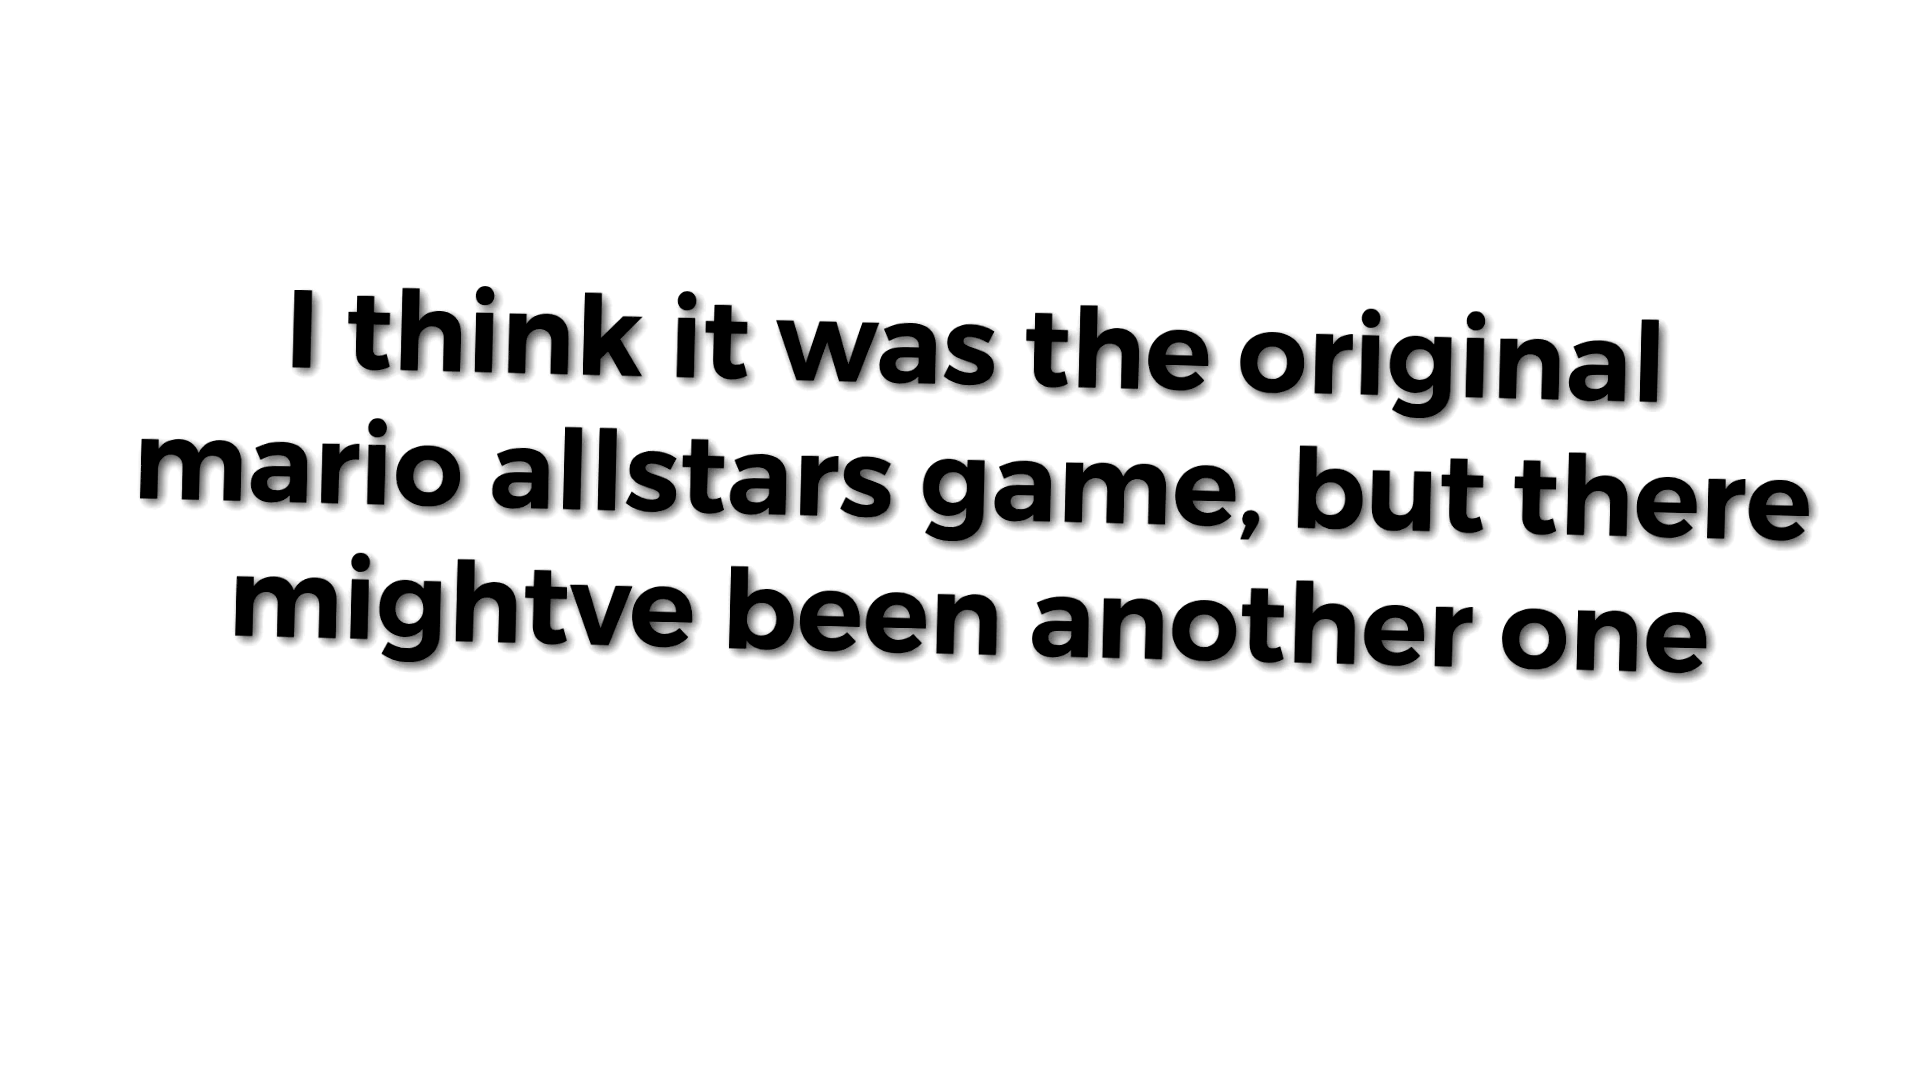 I think it was the original
mario allstars game, but there
mightve been another one